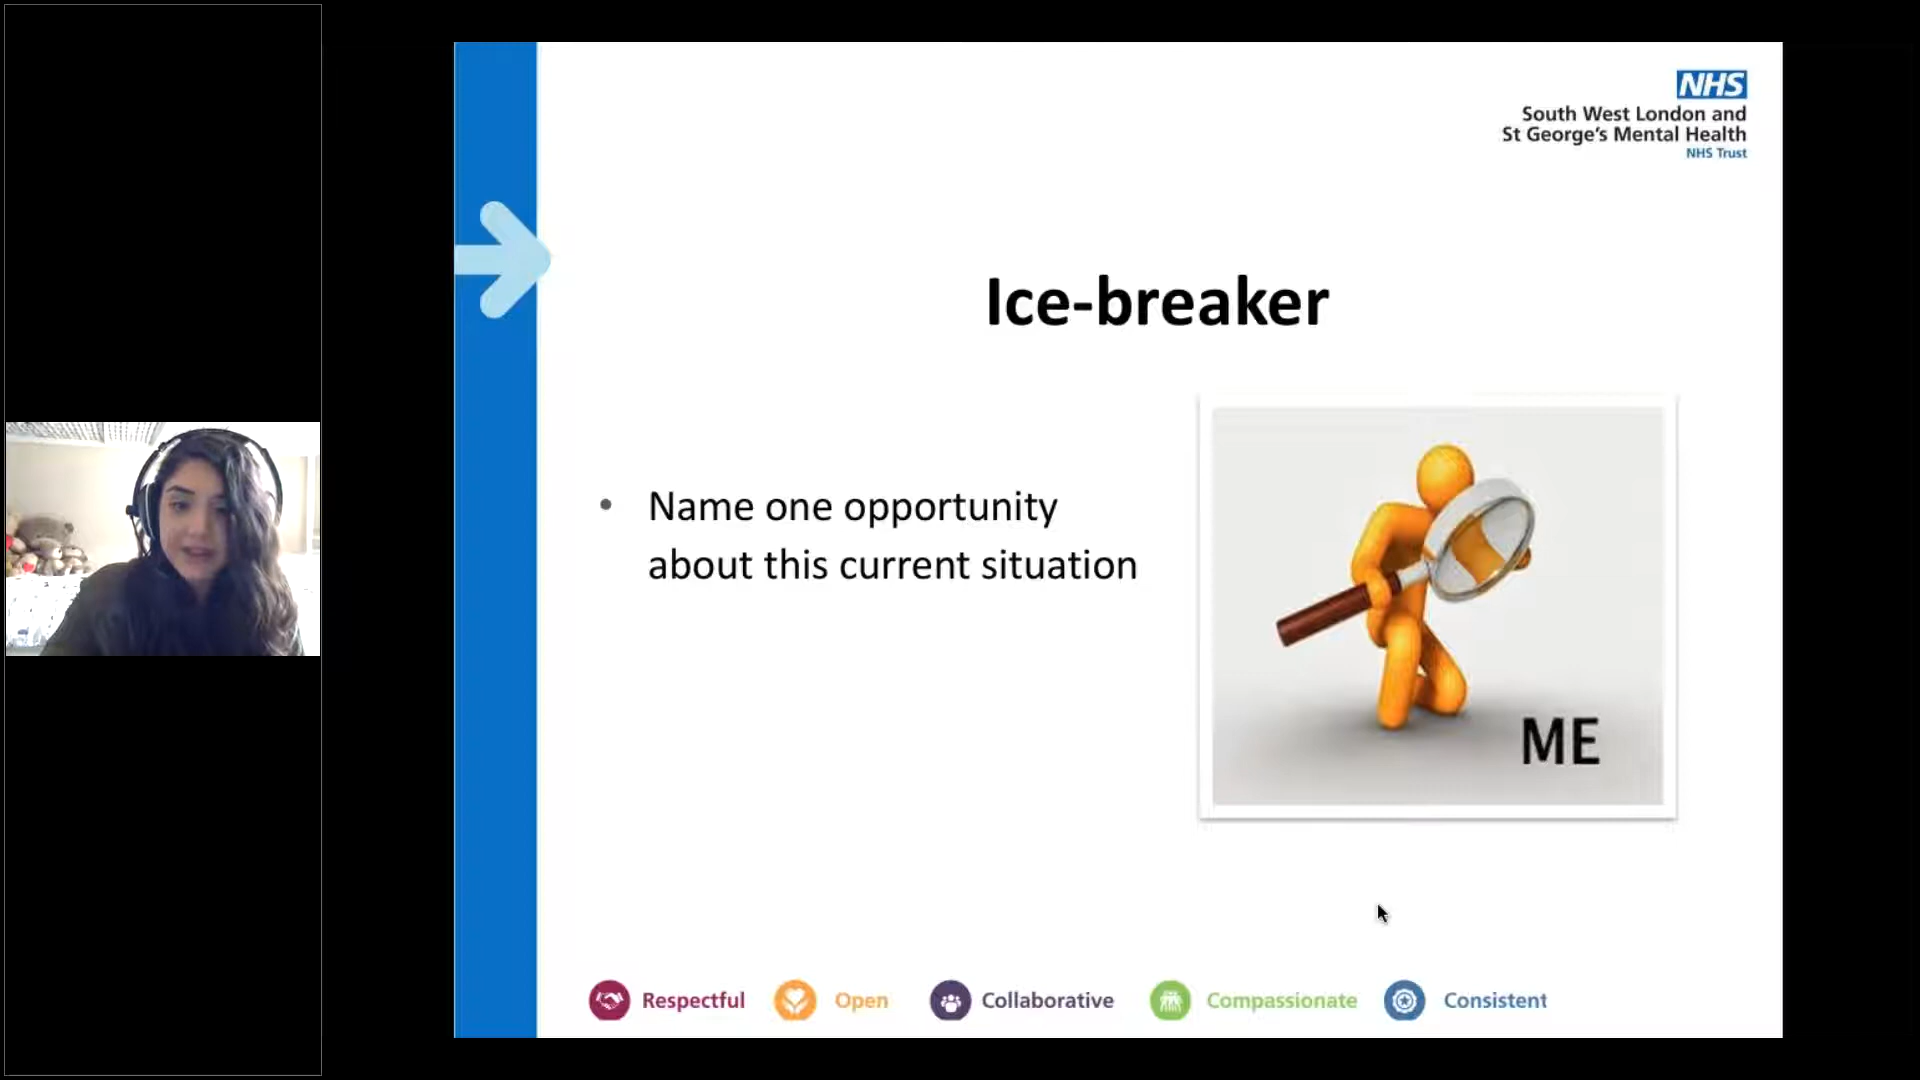 NHS
South West London and
St George's Mental Health
NHS Trust
Ice-breaker
• Name one opportunity
about this current situation
ME
Respectful Open Collaborative Compassionate Consistent